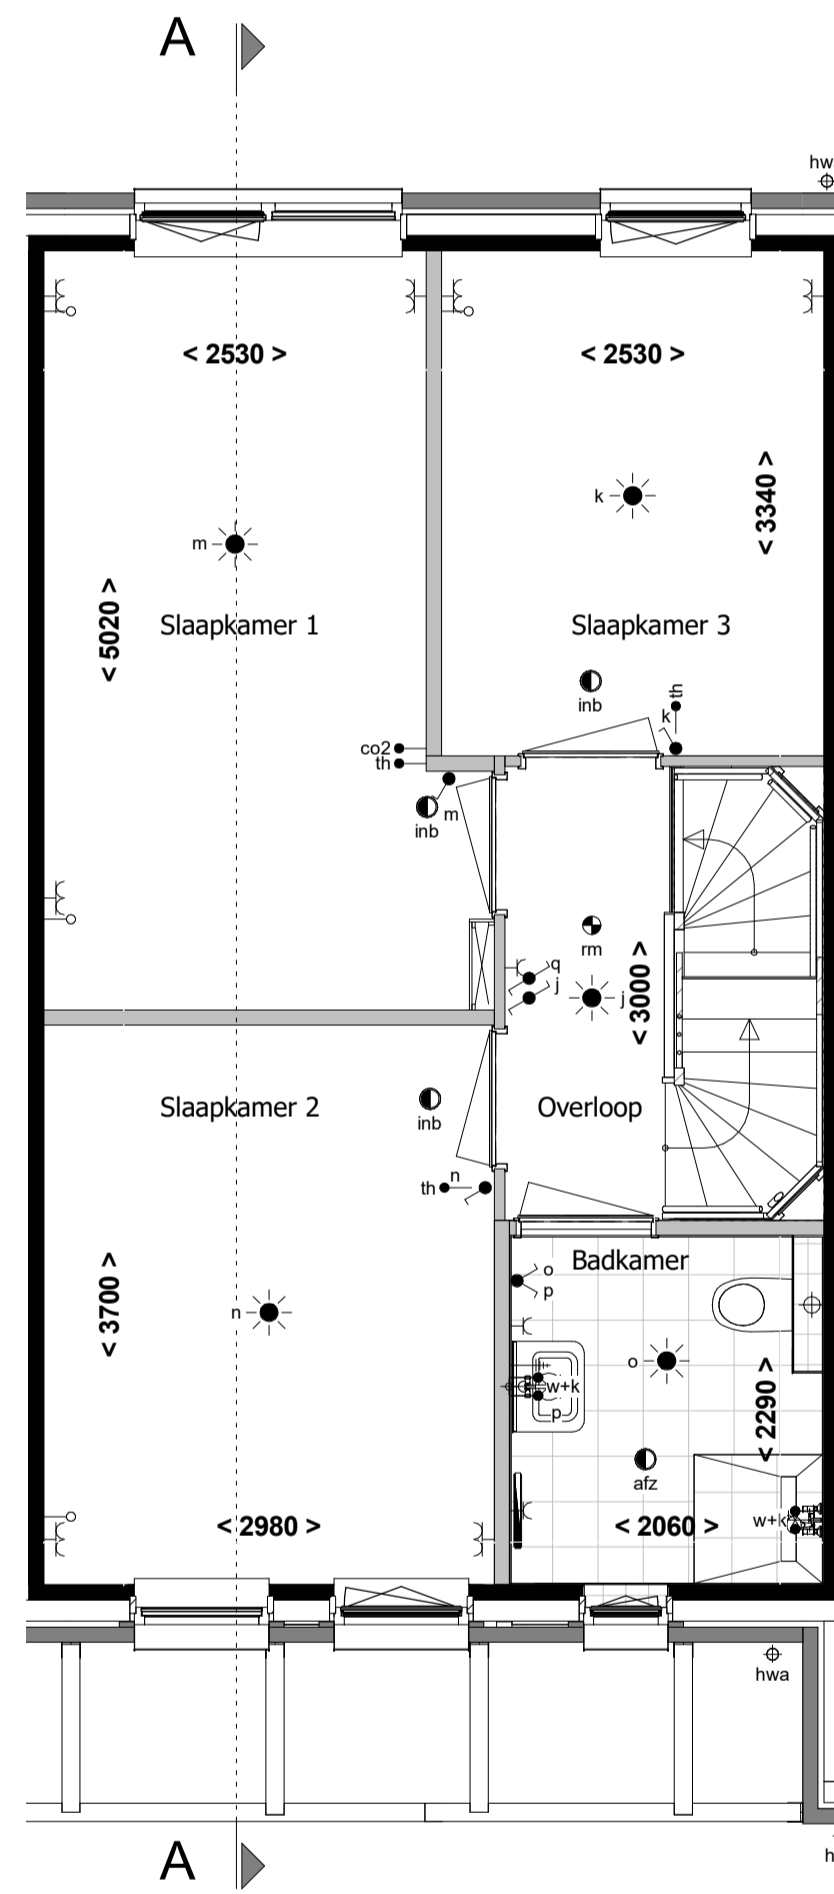 A
hw
< 2530 >
< 2530 >
< 3340 >
k
m
< 5020 >
Slaapkamer 1
Slaapkamer 3
th
k
inb
co2
th
m
inb
q
j
rm
j
< 3000 >
Slaapkamer 2
inb
Overloop
n
th
Badkamer
o
p
n
< 3700 >
o
w+k
p
< 2290 >
afz
w+k
< 2980 >
< 2060 >
hwa
A
h